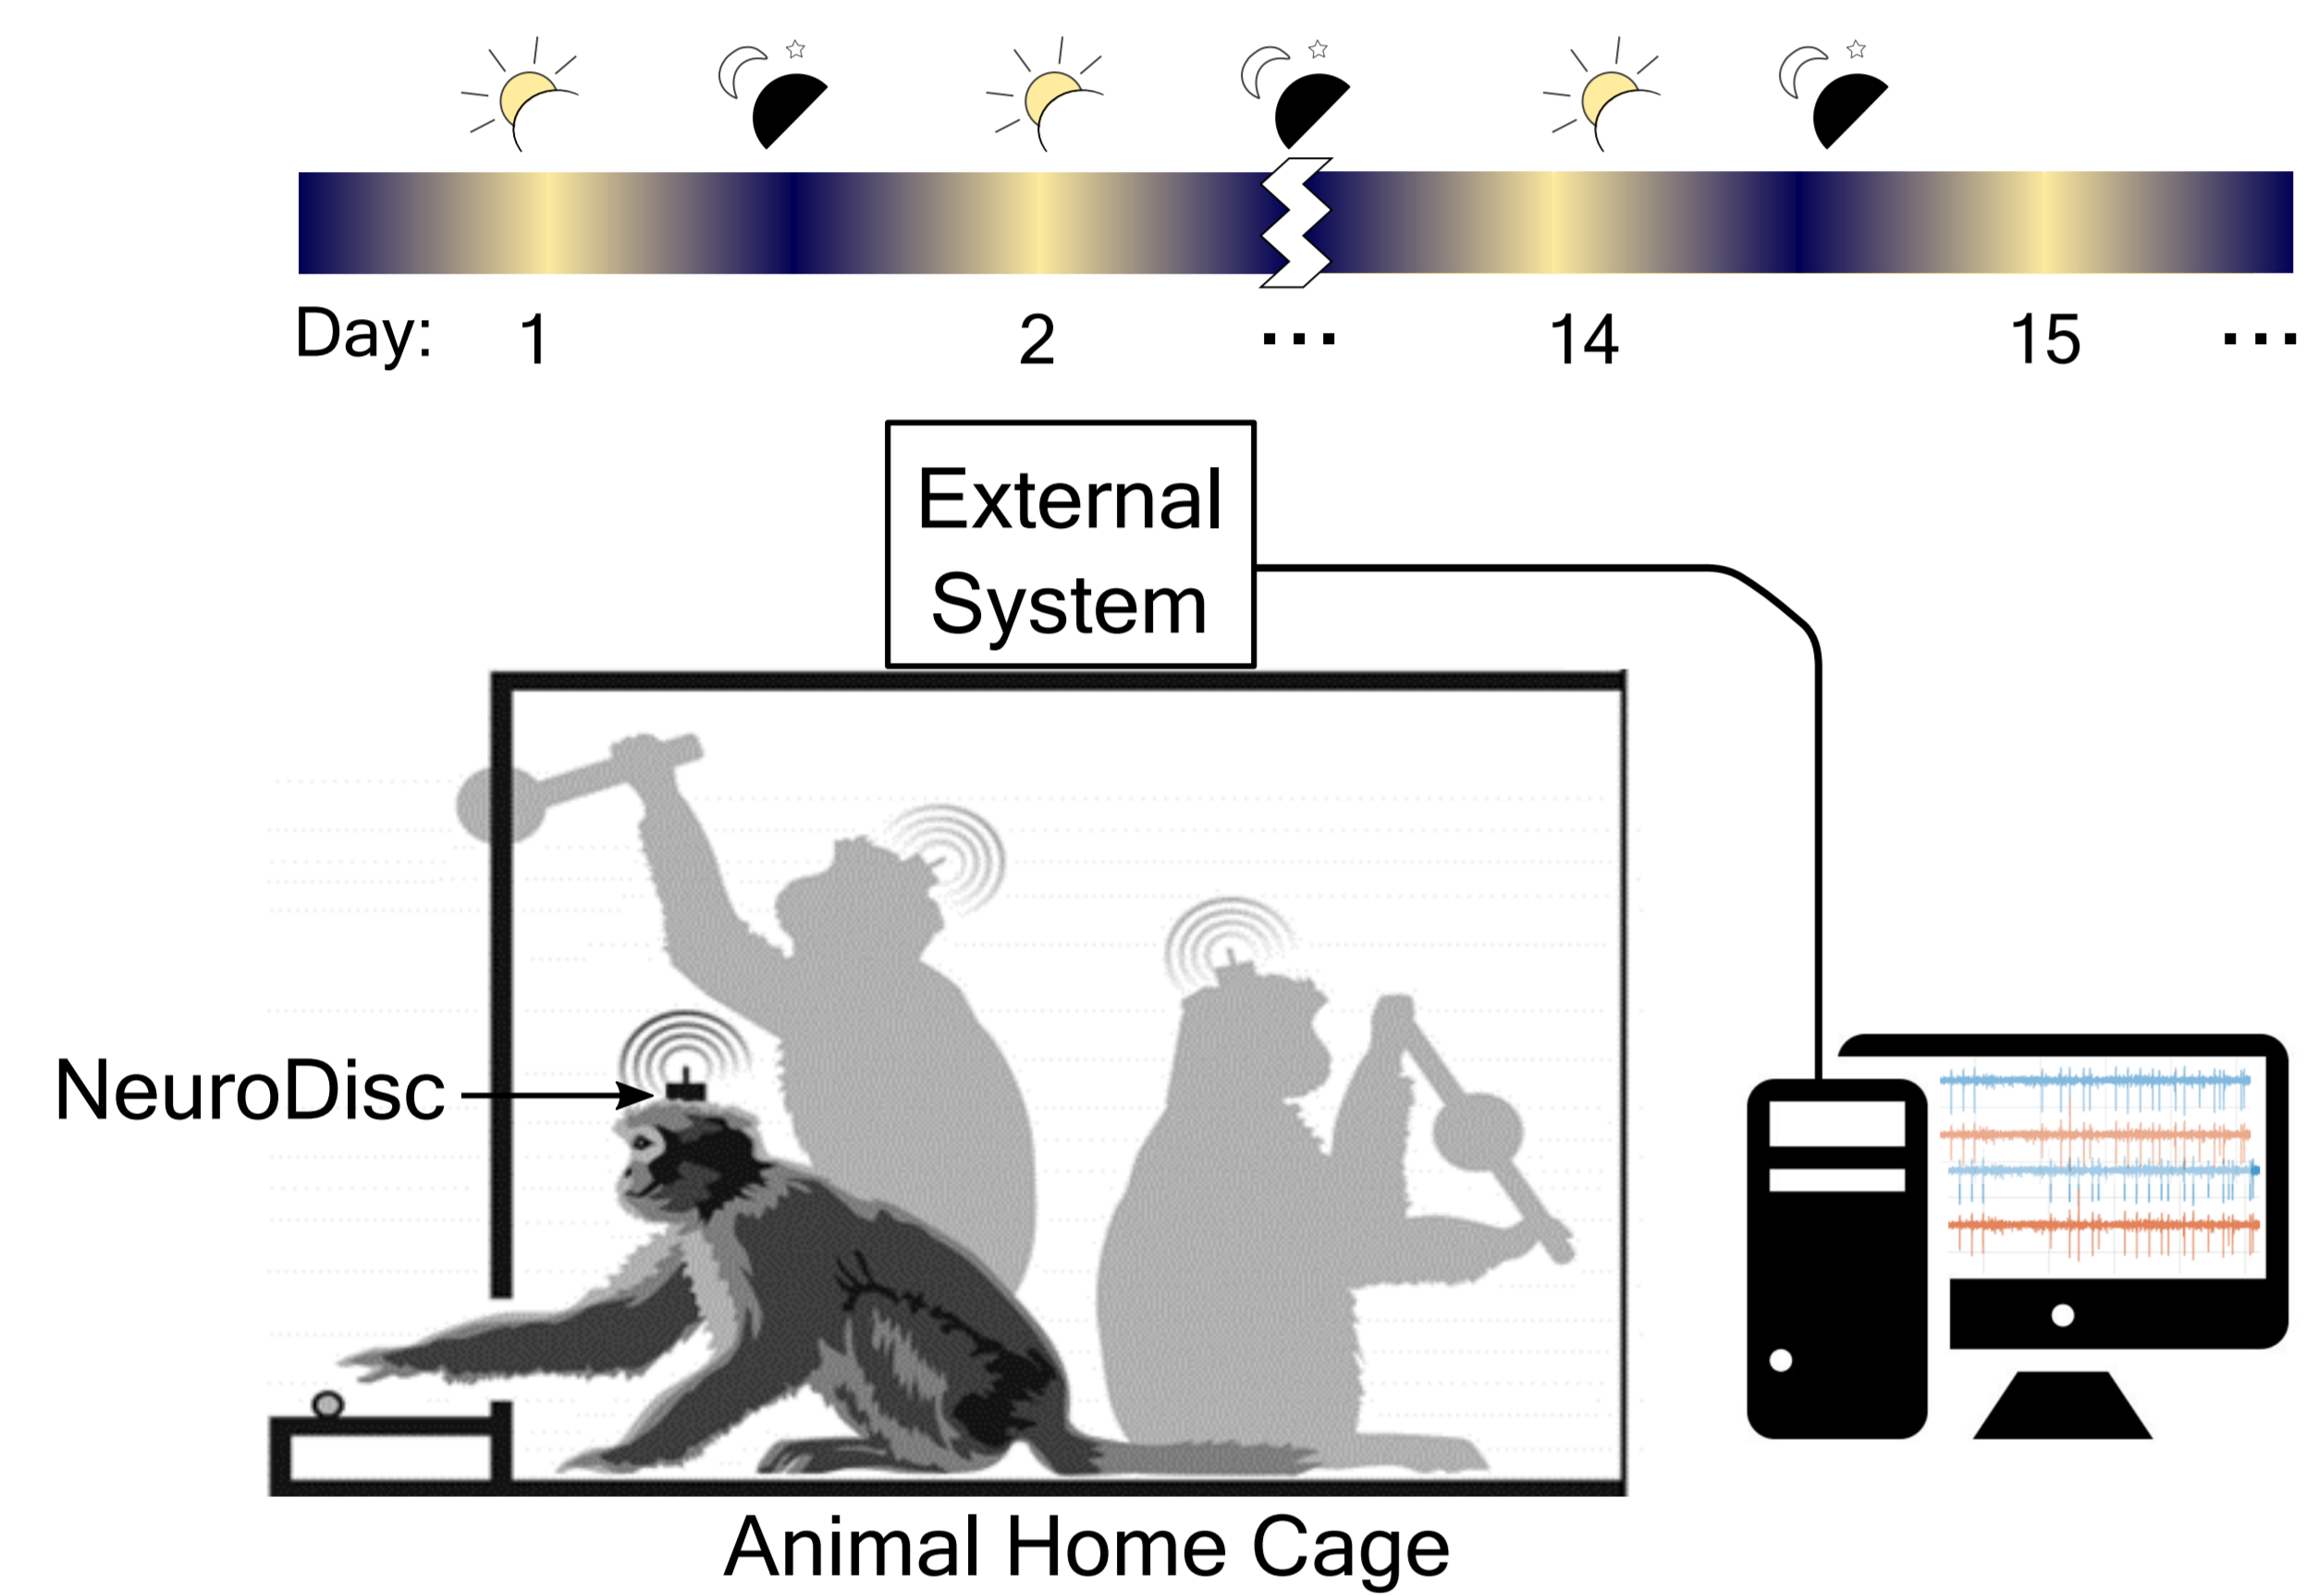 Day: 1 2 ... 14 15 ...
External
System
NeuroDisc
Animal Home Cage